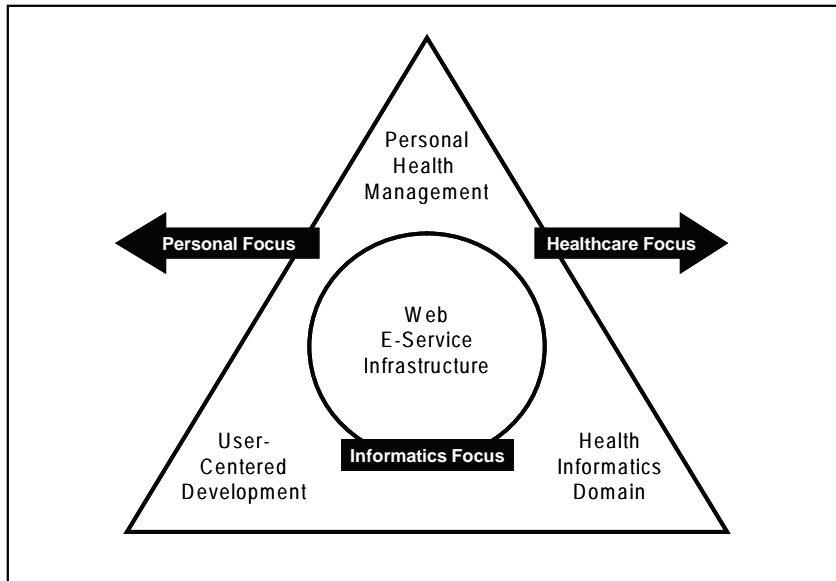 Personal
Health
Management
Personal Focus
Healthcare Focus
Web
E-Service
Infrastructure
User-
Centered
Development
Informatics Focus
Health
Informatics
Domain